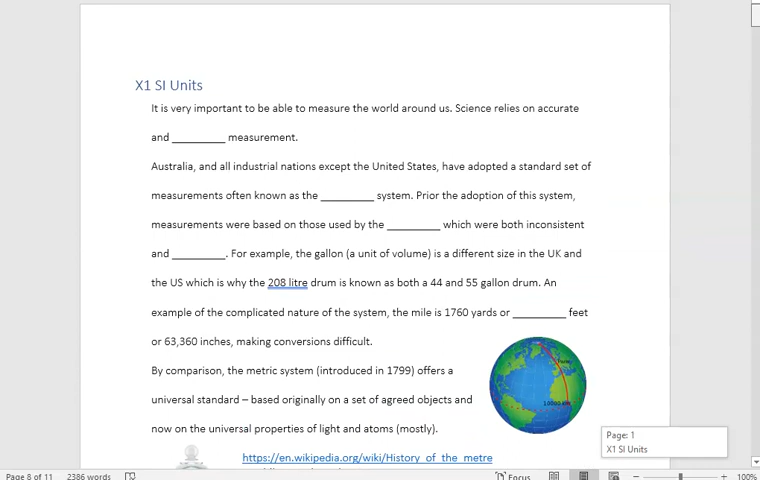 X1 SI Units
It is very important to be able to measure the world around us. Science relies on accurate
and __________ measurement.
Australia, and all industrial nations except the United States, have adopted a standard set of
measurements often known as the __________ system. Prior the adoption of this system,
measurements were based on those used by the __________ which were both inconsistent
and __________. For example, the gallon (a unit of volume) is a different size in the UK and
the US which is why the 208 litre drum is known as both a 44 and 55 gallon drum. An
example of the complicated nature of the system, the mile is 1760 yards or __________ feet
or 63,360 inches, making conversions difficult.
By comparison, the metric system (introduced in 1799) offers a
universal standard – based originally on a set of agreed objects and
now on the universal properties of light and atoms (mostly).
Paris
10000 km
Page: 1
X1 SI Units
https://en.wikipedia.org/wiki/History_of_the_metre
Page 8 of 11 2386 words Focus 100%